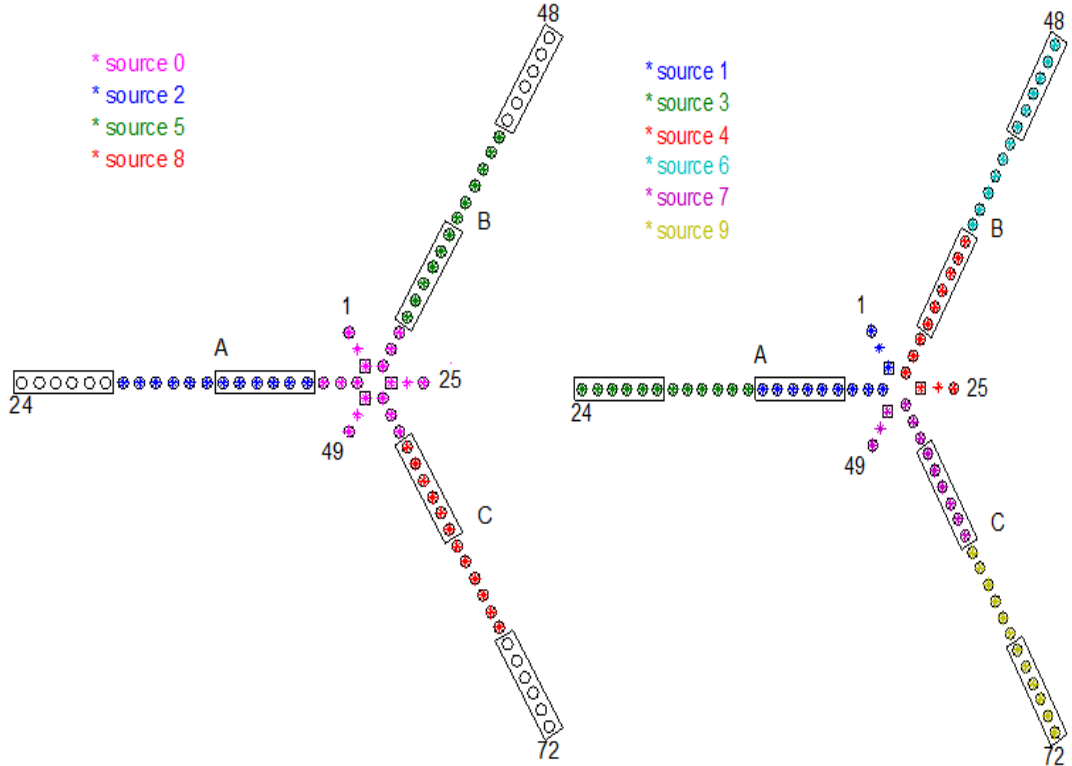 48
* source 0
* source 2
* source 5
* source 8
B
1
A
25
24
49
C
72
48
* source 1
* source 3
* source 4
* source 6
* source 7
* source 9
B
1
A
25
24
49
C
72